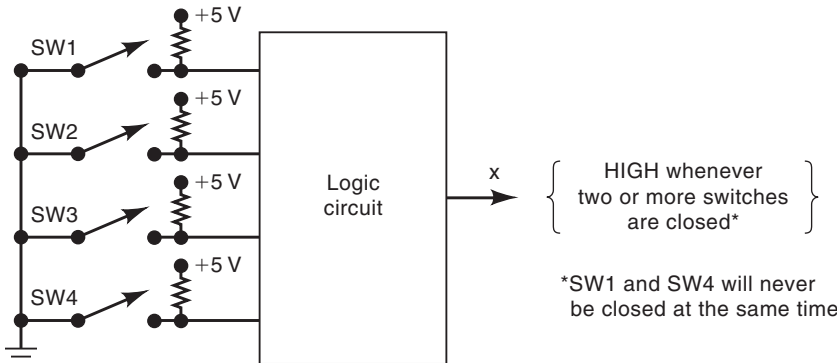 +5 V
SW1
+5 V
SW2
+5 V
SW3
+5 V
SW4
Logic
circuit
x
HIGH whenever
two or more switches
are closed*
*SW1 and SW4 will never
be closed at the same time